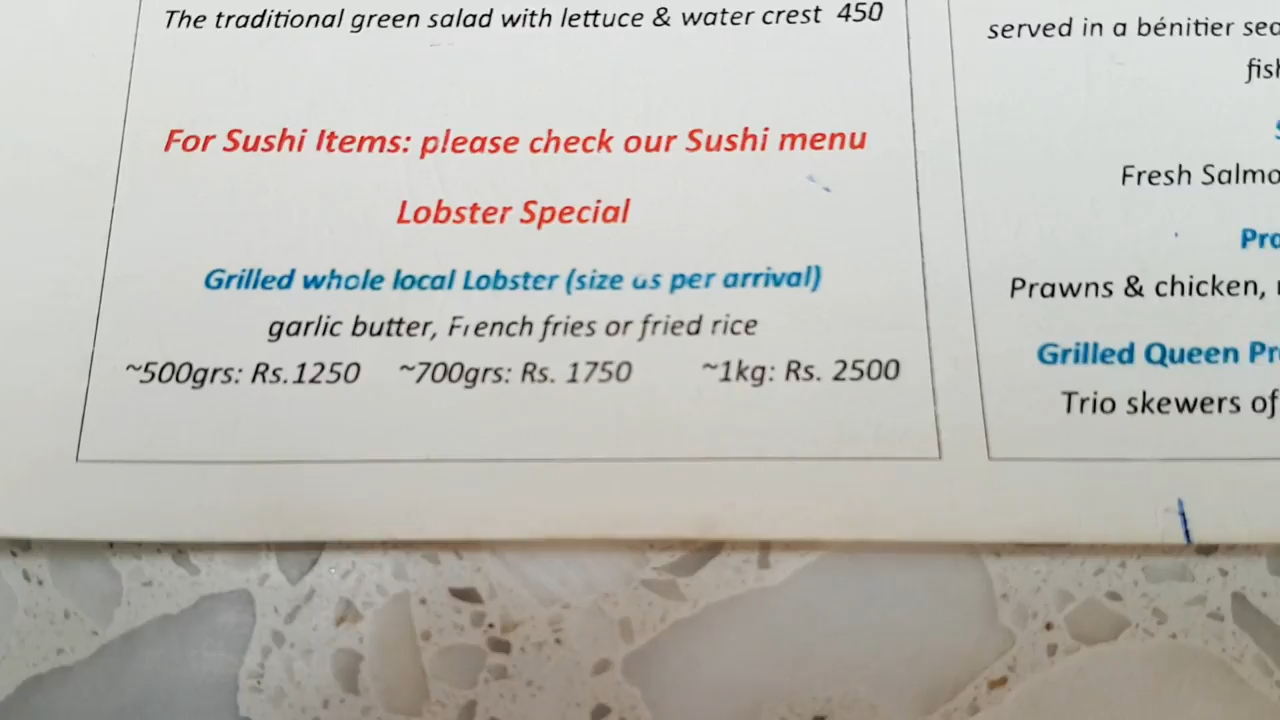 The traditional green salad with lettuce & water crest 450
For Sushi Items: please check our Sushi menu
Lobster Special
Grilled whole local Lobster (size as per arrival)
garlic butter, French fries or fried rice
~500grs: Rs.1250 ~700grs: Rs. 1750 ~1kg: Rs. 2500
served in a bénitier
Fresh
Prawns & chicken,
Grilled Queen
Trio skewers of